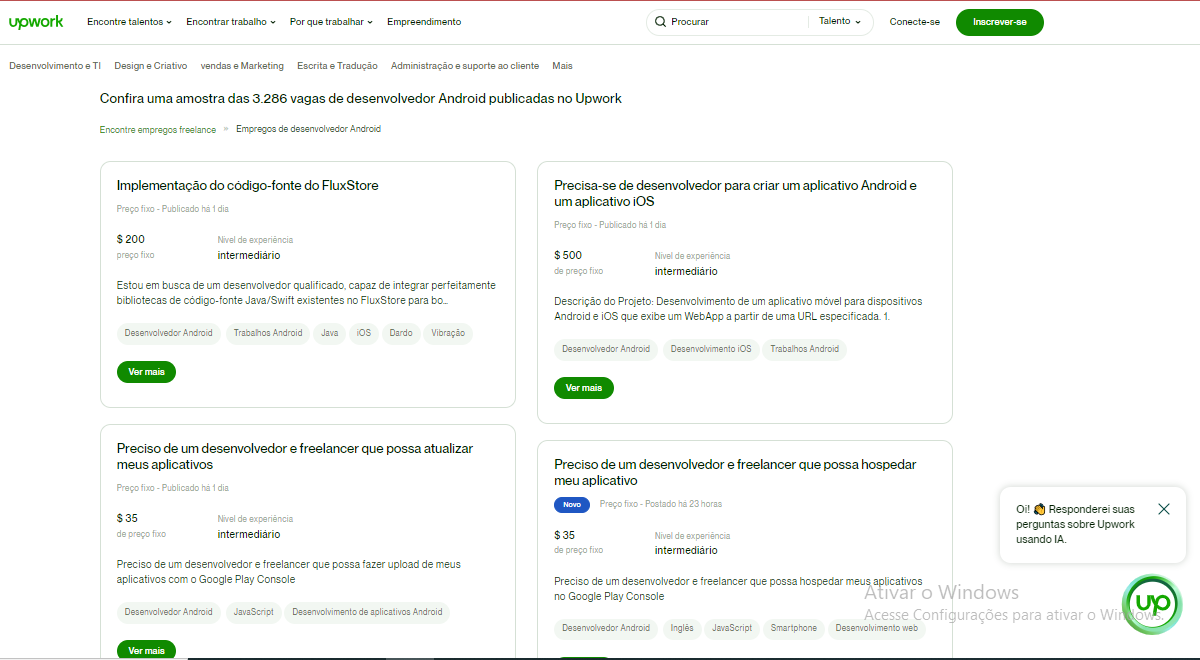 upwork
Encontre talentos
Encontrar trabalho
Por que trabalhar
Empreendimento
Procurar
Talento
Conecte-se
Inscrever-se
Desenvolvimento e TI
Design e Criativo
vendas e Marketing
Escrita e Tradução
Administração e suporte ao cliente
Mais
Confira uma amostra das 3.286 vagas de desenvolvedor Android publicadas no Upwork
Encontre empregos freelance
Empregos de desenvolvedor Android
Implementação do código-fonte do FluxStore
Preço fixo - Publicado há 1 dia
$ 200
preço fixo
Nível de experiência
intermediário
Estou em busca de um desenvolvedor qualificado, capaz de integrar perfeitamente
bibliotecas de código-fonte Java/Swift existentes no FluxStore para bo…
Desenvolvedor Android
Trabalhos Android
Java
iOS
Dardo
Vibração
Ver mais
Precisa-se de desenvolvedor para criar um aplicativo Android e
um aplicativo iOS
Preço fixo - Publicado há 1 dia
$ 500
de preço fixo
Nível de experiência
intermediário
Descrição do Projeto: Desenvolvimento de um aplicativo móvel para dispositivos
Android e iOS que exibe um WebApp a partir de uma URL especificada. 1.
Desenvolvedor Android
Desenvolvimento iOS
Trabalhos Android
Ver mais
Preciso de um desenvolvedor e freelancer que possa atualizar
meus aplicativos
Preço fixo - Publicado há 1 dia
$ 35
de preço fixo
Nível de experiência
intermediário
Preciso de um desenvolvedor e freelancer que possa fazer upload de meus
aplicativos com o Google Play Console
Desenvolvedor Android
JavaScript
Desenvolvimento de aplicativos Android
Ver mais
Preciso de um desenvolvedor e freelancer que possa hospedar
meu aplicativo
Novo
Preço fixo - Postado há 23 horas
$ 35
de preço fixo
Nível de experiência
intermediário
Preciso de um desenvolvedor e freelancer que possa hospedar meus aplicativos
no Google Play Console
Desenvolvedor Android
Inglês
JavaScript
Smartphone
Desenvolvimento web
Oi! 👏 Responderei suas
perguntas sobre Upwork
usando IA.
up
Ativar o Windows
Acesse Configurações para ativar o Windows.